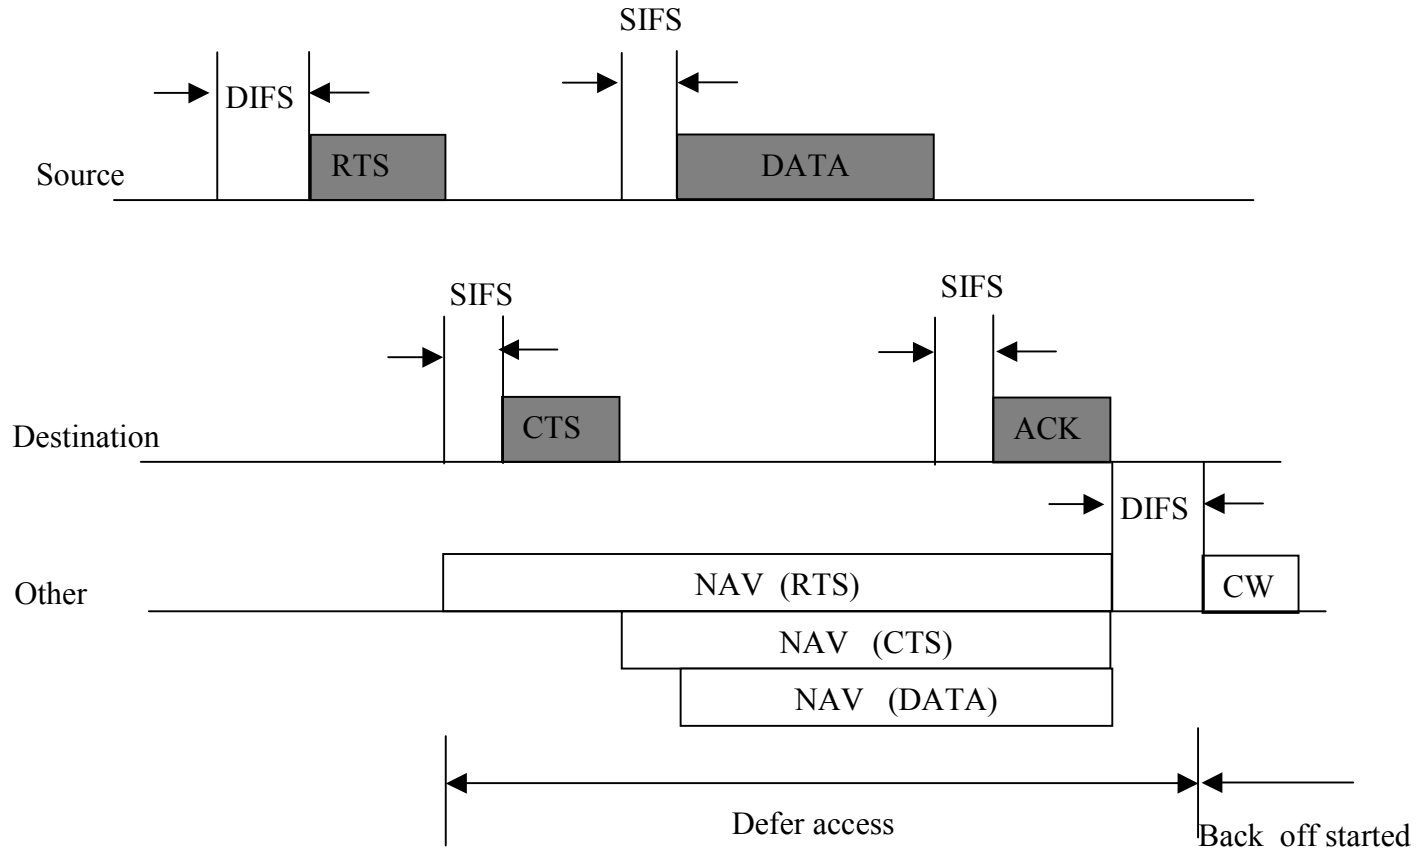 SIFS
DIFS
RTS
DATA
Source
SIFS
SIFS
CTS
ACK
Destination
DIFS
NAV (RTS)
CW
Other
NAV (CTS)
NAV (DATA)
Defer access
Back off started